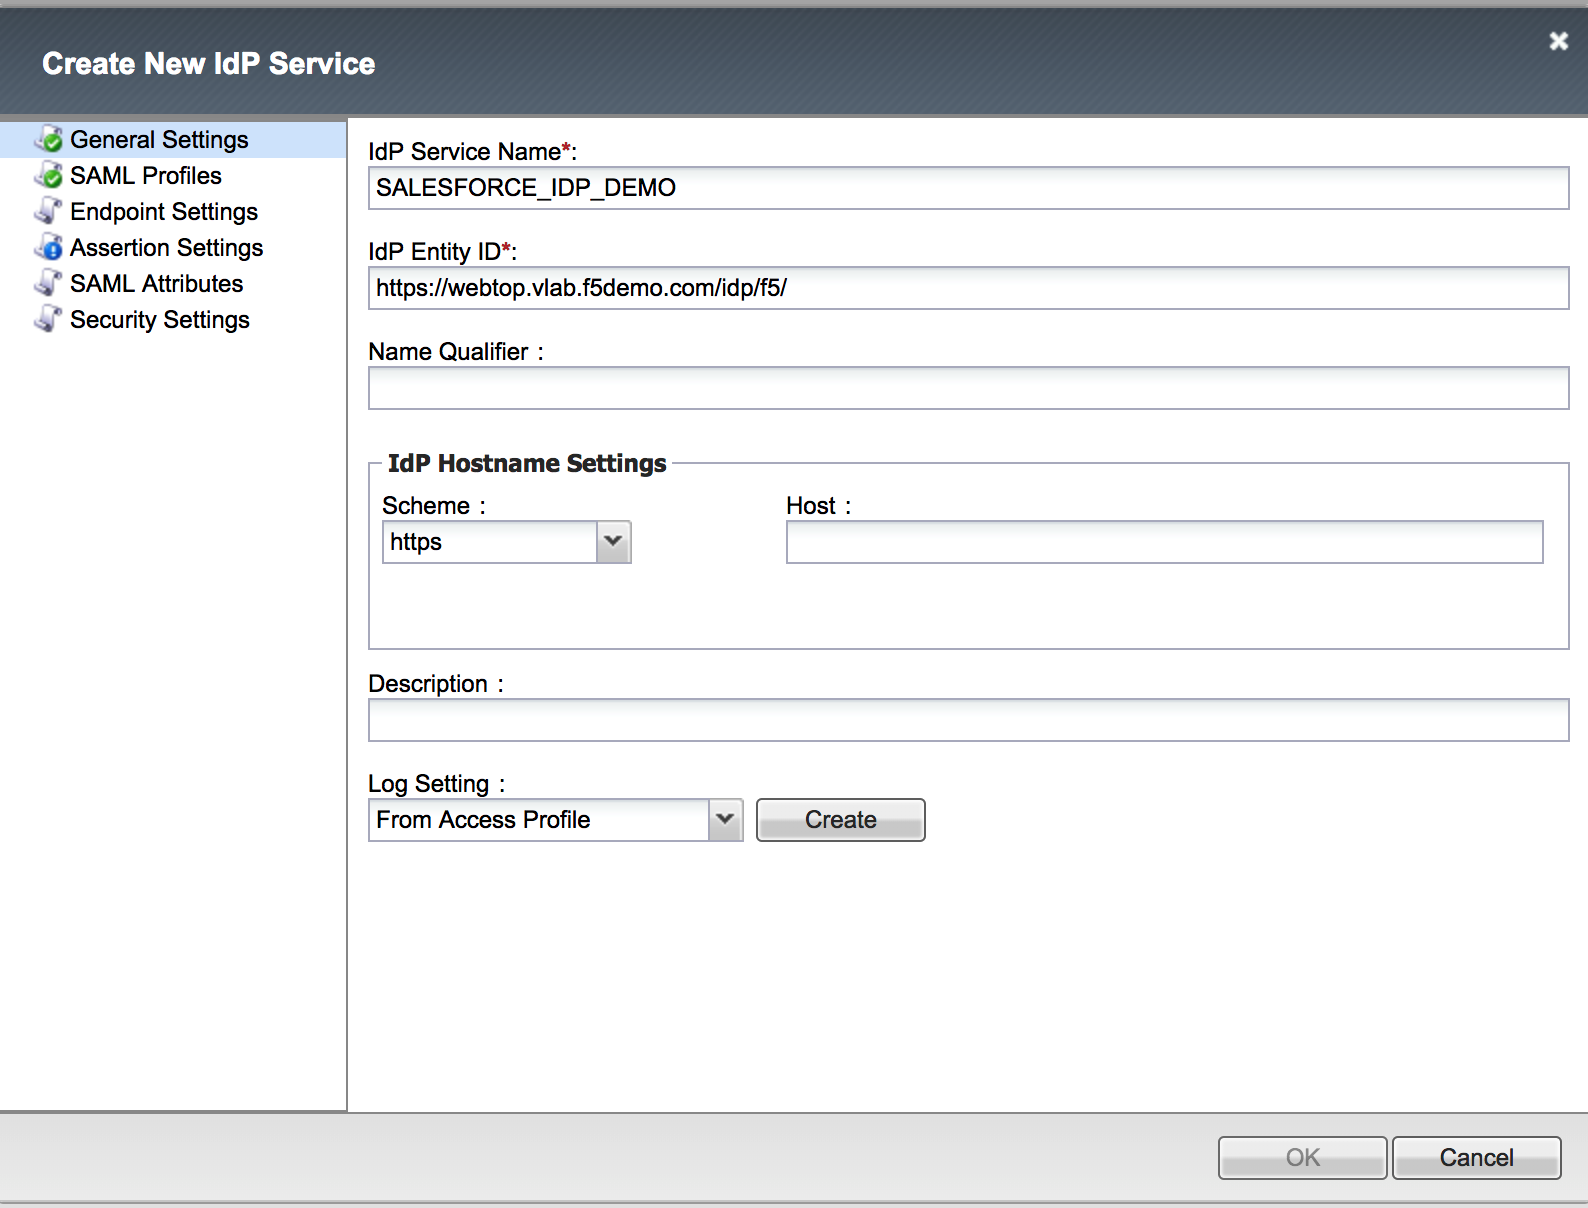 Create New IdP Service
General Settings
SAML Profiles
Endpoint Settings
Assertion Settings
SAML Attributes
Security Settings
IdP Service Name*:
SALESFORCE_IDP_DEMO
IdP Entity ID*:
https://webtop.vlab.f5demo.com/idp/f5/
Name Qualifier :
IdP Hostname Settings
Scheme : Host :
https
Description :
Log Setting :
From Access Profile Create
OK Cancel